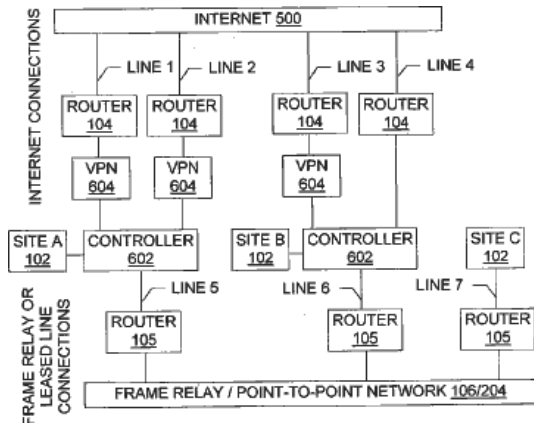 INTERNET 500
INTERNET CONNECTIONS
LINE 1
LINE 2
LINE 3
LINE 4
ROUTER
104
ROUTER
104
ROUTER
104
ROUTER
104
VPN
604
VPN
604
VPN
604
SITE A
102
CONTROLLER
602
SITE B
102
CONTROLLER
602
SITE C
102
FRAME RELAY OR
LEASED LINE
CONNECTIONS
LINE 5
LINE 6
LINE 7
ROUTER
105
ROUTER
105
ROUTER
105
FRAME RELAY / POINT-TO-POINT NETWORK 106/204